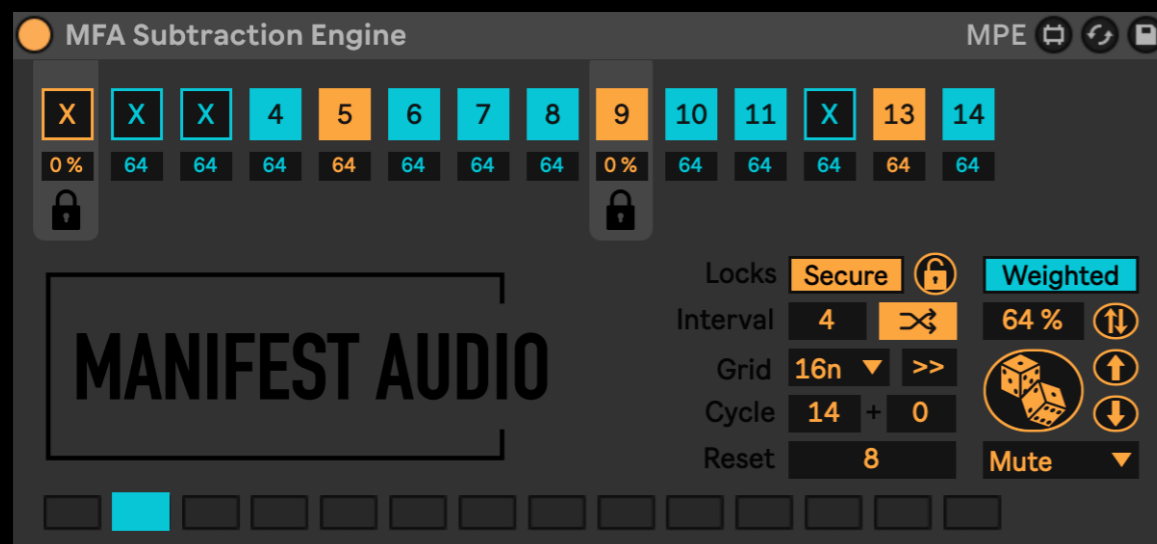 MFA Subtraction Engine MPE
X X X 4 5 6 7 8 9 10 11 X 13 14
0 % 64 64 64 64 64 64 64 0 % 64 64 64 64 64
Locks Secure Weighted
Interval 4 64 %
MANIFEST AUDIO
Grid 16n >>
Cycle 14 + 0
Reset 8 Mute